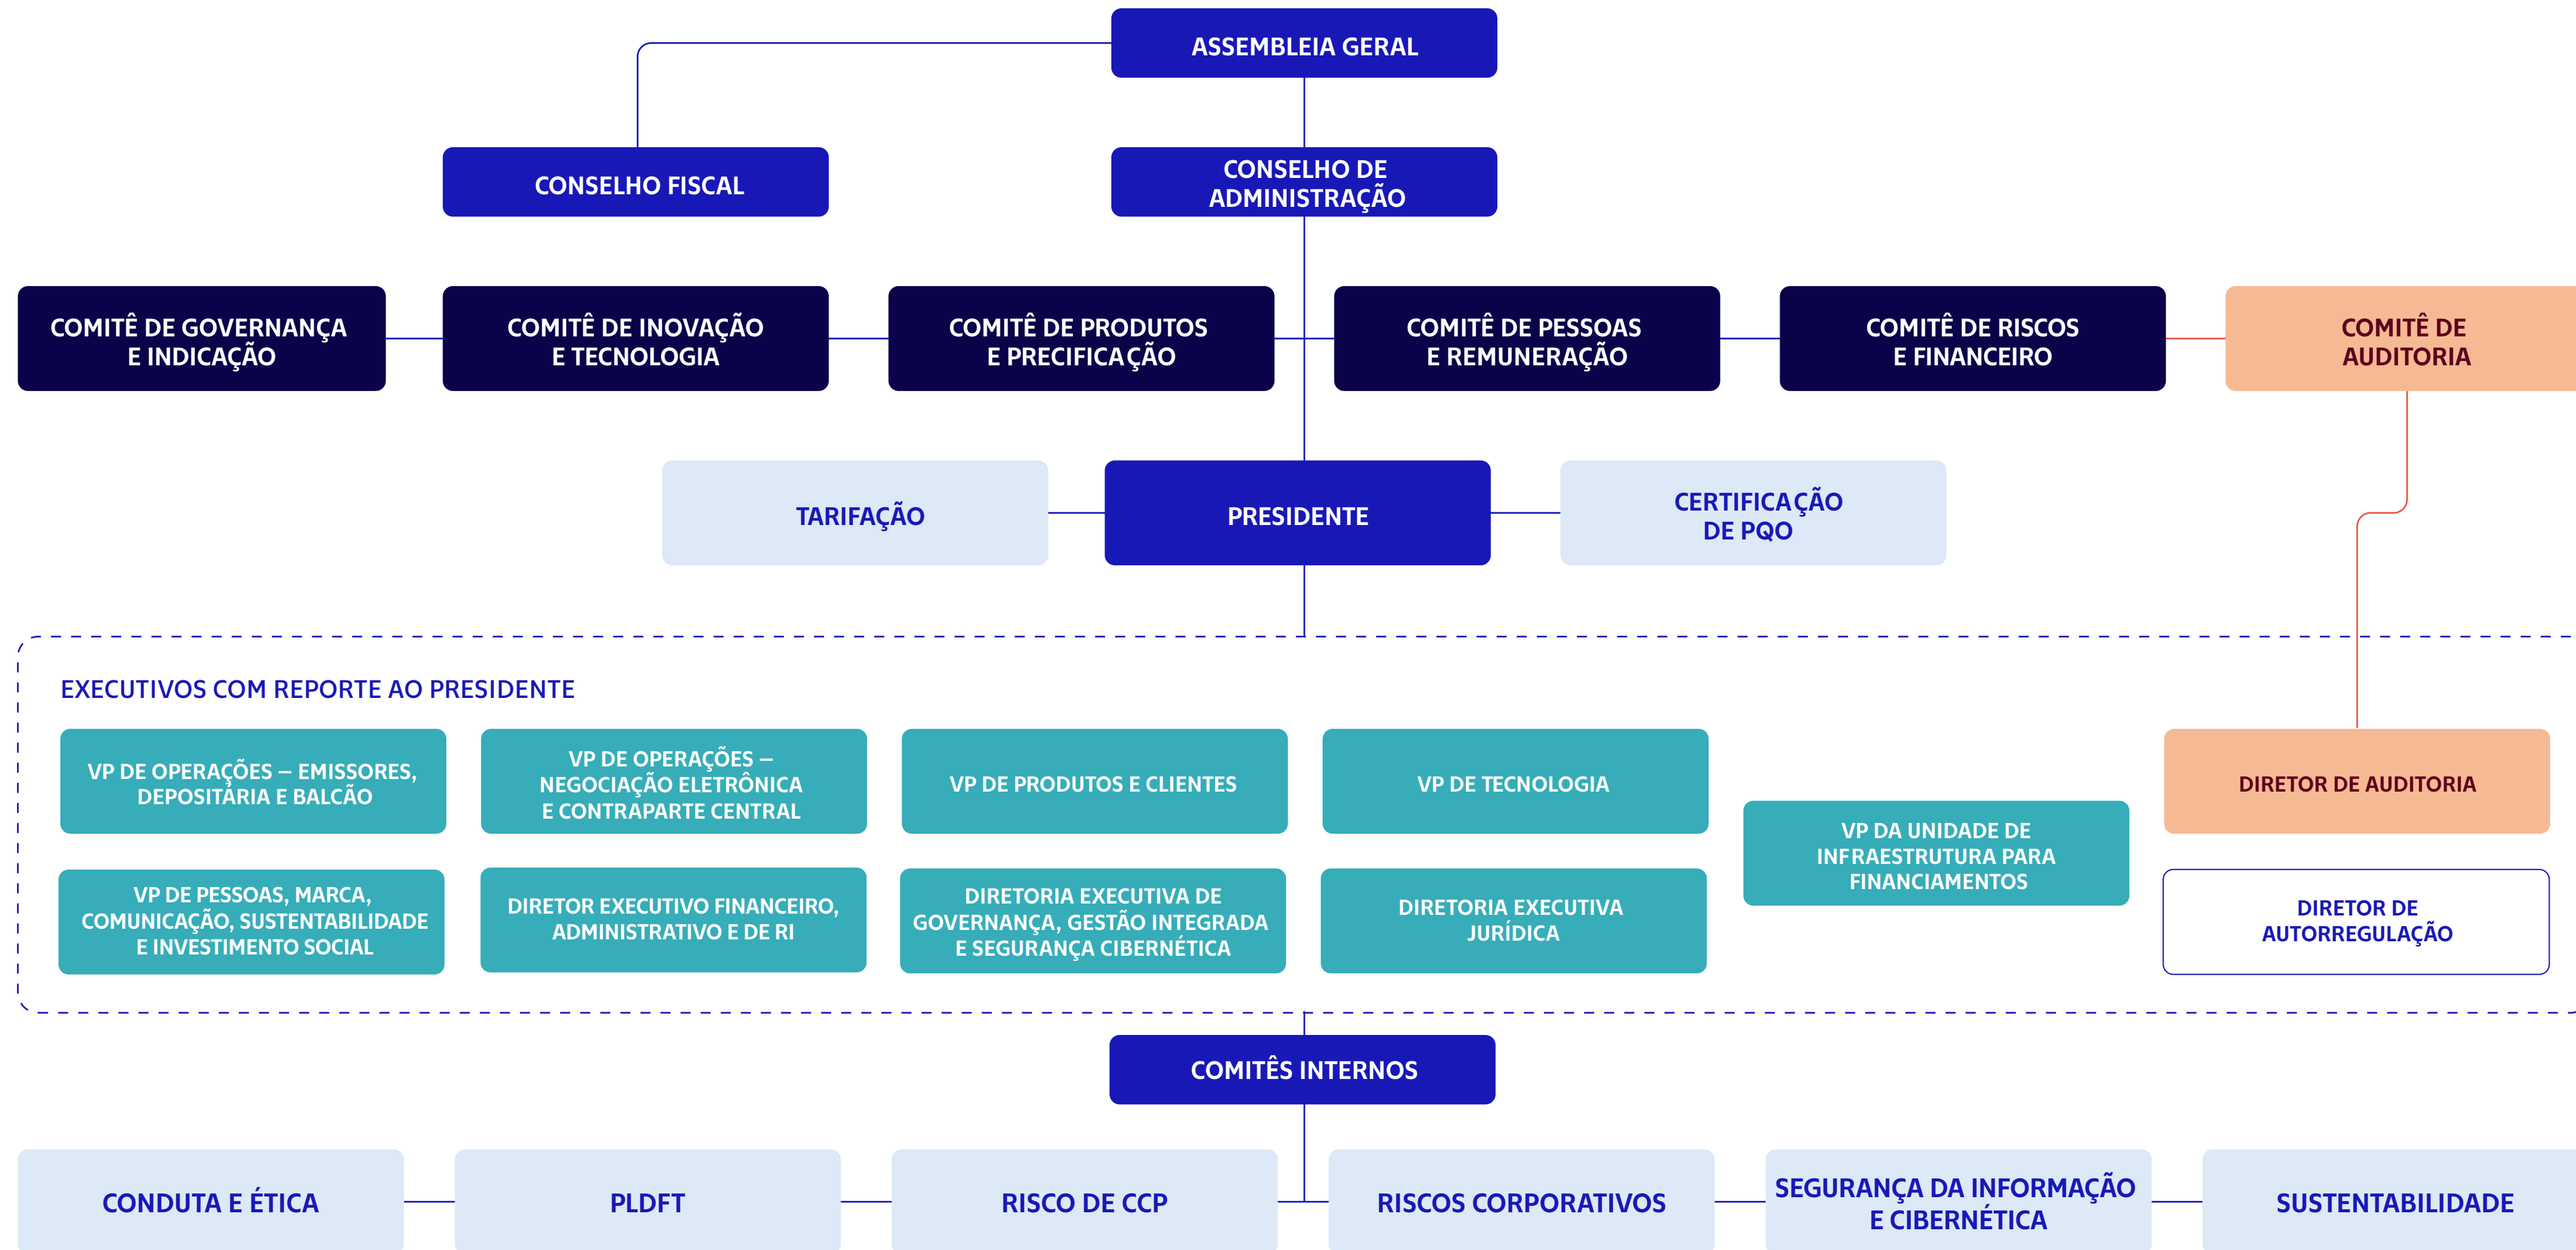 ASSEMBLEIA GERAL
CONSELHO FISCAL
CONSELHO DE
ADMINISTRAÇÃO
COMITÊ DE GOVERNANÇA
E INDICAÇÃO
COMITÊ DE INOVAÇÃO
E TECNOLOGIA
COMITÊ DE PRODUTOS
E PRECIFICAÇÃO
COMITÊ DE PESSOAS
E REMUNERAÇÃO
COMITÊ DE RISCOS
E FINANCEIRO
COMITÊ DE
AUDITORIA
TARIFAÇÃO
PRESIDENTE
CERTIFICAÇÃO
DE PQO
EXECUTIVOS COM REPORTE AO PRESIDENTE
VP DE OPERAÇÕES – EMISSORES,
DEPOSITÁRIA E BALCÃO
VP DE OPERAÇÕES –
NEGOCIAÇÃO ELETRÔNICA
E CONTRAPARTE CENTRAL
VP DE PRODUTOS E CLIENTES
VP DE TECNOLOGIA
VP DA UNIDADE DE
INFRAESTRUTURA PARA
FINANCIAMENTOS
DIRETOR DE AUDITORIA
VP DE PESSOAS, MARCA,
COMUNICAÇÃO, SUSTENTABILIDADE
E INVESTIMENTO SOCIAL
DIRETOR EXECUTIVO FINANCEIRO,
ADMINISTRATIVO E DE RI
DIRETORIA EXECUTIVA DE
GOVERNANÇA, GESTÃO INTEGRADA
E SEGURANÇA CIBERNÉTICA
DIRETORIA EXECUTIVA
JURÍDICA
DIRETOR DE
AUTORREGULAÇÃO
COMITÊS INTERNOS
CONDUTA E ÉTICA
PLDFT
RISCO DE CCP
RISCOS CORPORATIVOS
SEGURANÇA DA INFORMAÇÃO
E CIBERNÉTICA
SUSTENTABILIDADE